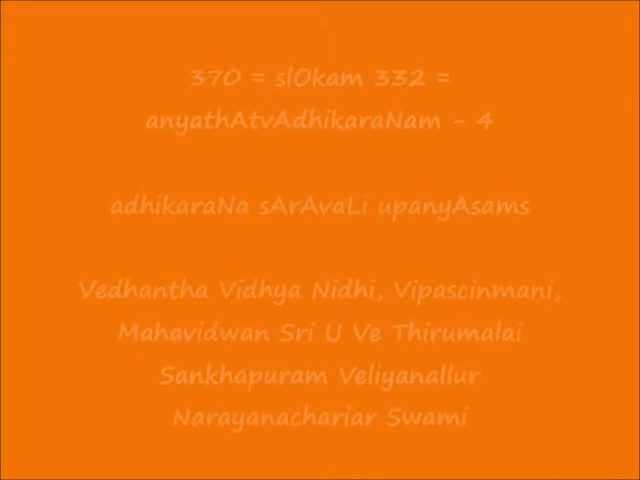 370 = slOkam 332 =
anyathAtvAdhikaraNam - 4
adhikaraNa sArAvaLi upanyAsams
Vedhantha Vidhya Nidhi, Vipascinmani,
Mahavidwan Sri U Ve Thirumalai
Sankhapuram Veliyanallur
Narayanachariar Swami